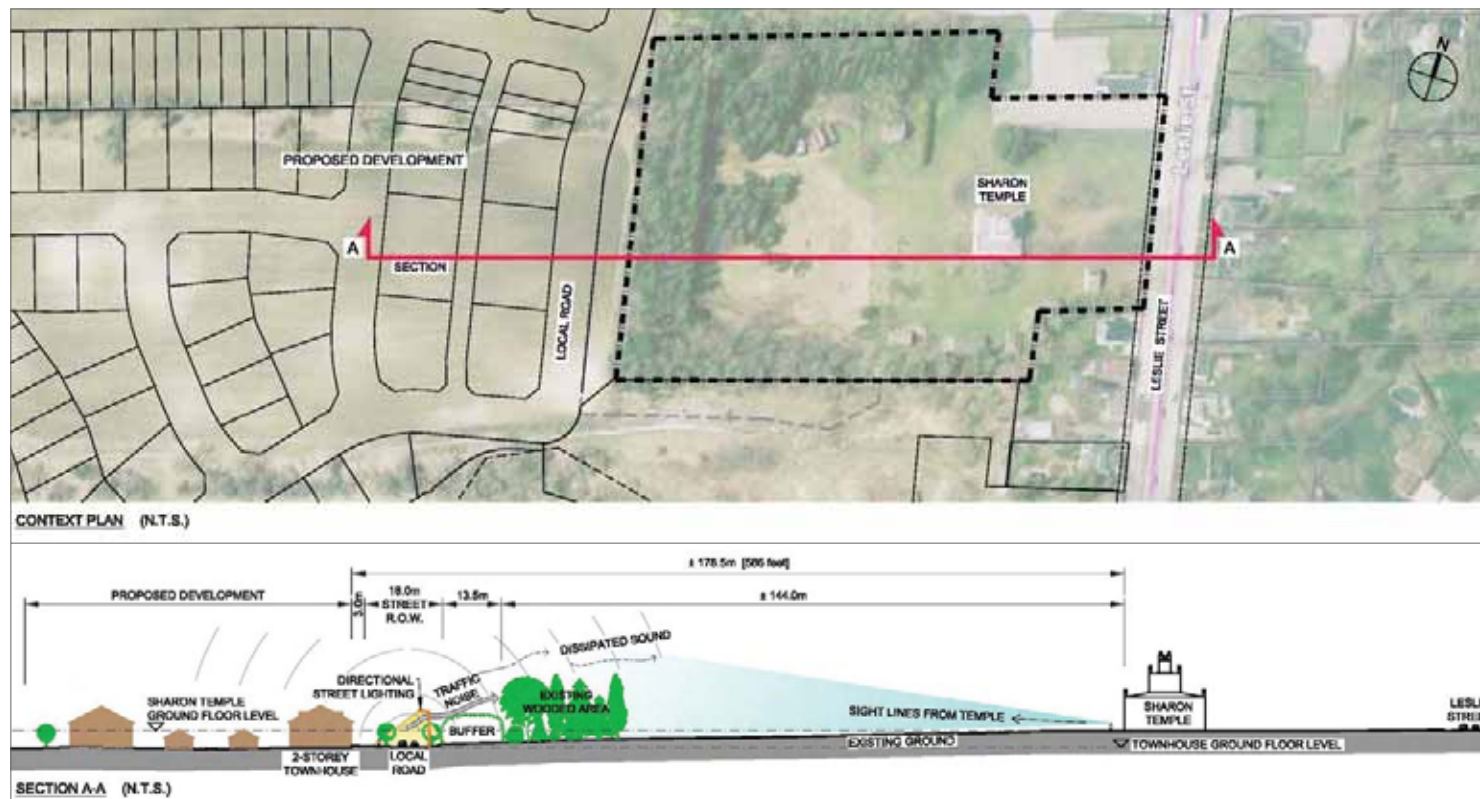 N
PROPOSED DEVELOPMENT
SHARON
TEMPLE
A
A
SECTION
LOCAL ROAD
LESLIE STREET
CONTEXT PLAN (N.T.S.)
± 178.5m [586 feet]
PROPOSED DEVELOPMENT
3.0m
18.0m
STREET
R.O.W.
13.5m
± 144.0m
DISSIPATED SOUND
DIRECTIONAL
STREET LIGHTING
TRAFFIC
NOISE
SHARON TEMPLE
GROUND FLOOR LEVEL
EXISTING
WOODED AREA
BUFFER
SIGHT LINES FROM TEMPLE
SHARON
TEMPLE
LESLI
STREE
EXISTING GROUND
TOWNHOUSE GROUND FLOOR LEVEL
2-STOREY
TOWNHOUSE
LOCAL
ROAD
SECTION A-A (N.T.S.)